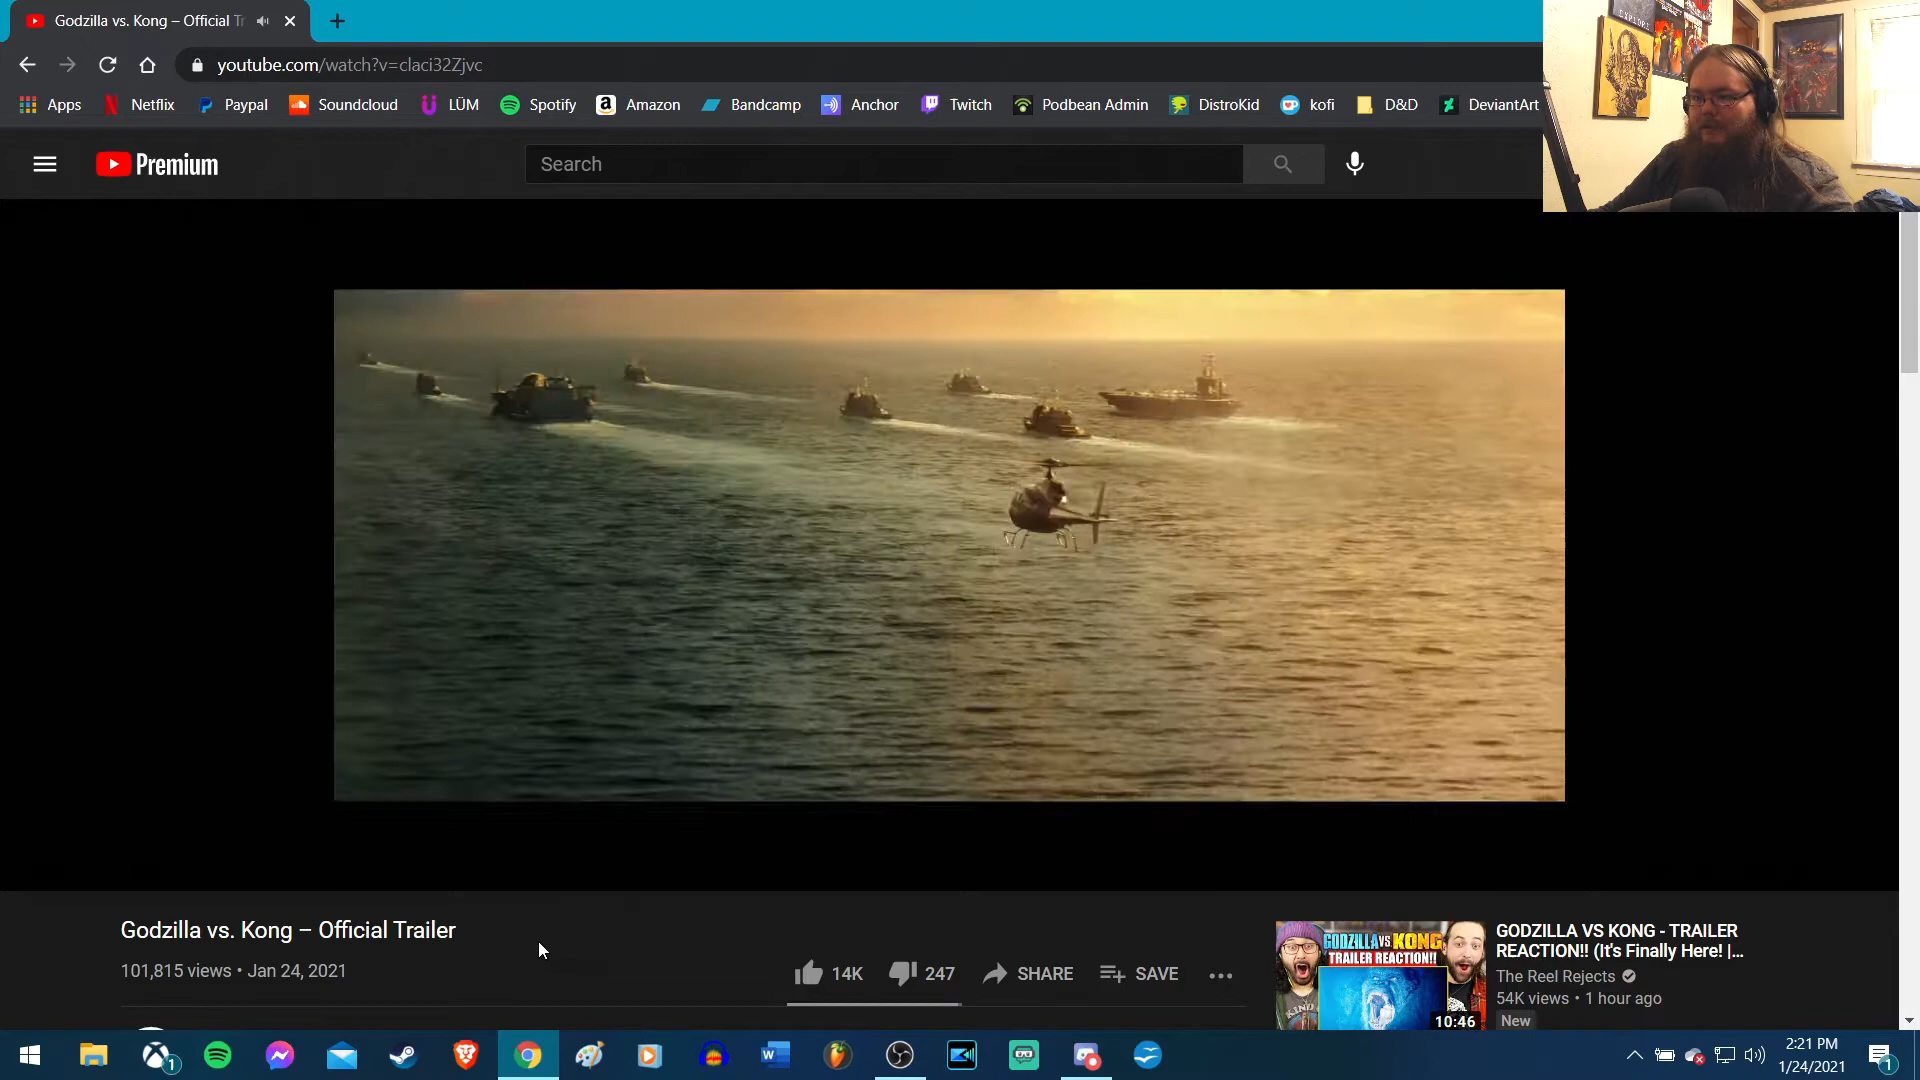 Godzilla vs. Kong – Official Tr
youtube.com/watch?v=claci32Zjvc
Apps
Netflix
Paypal
Soundcloud
LÜM
Spotify
Amazon
Bandcamp
Anchor
Twitch
Podbean Admin
DistroKid
kofi
D&D
DeviantArt
EXPLORE
Premium
Search
Godzilla vs. Kong – Official Trailer
101,815 views • Jan 24, 2021
14K
247
SHARE
SAVE
GODZILLA VS KONG
TRAILER REACTION!!
10:46
GODZILLA VS KONG - TRAILER
REACTION!! (It's Finally Here! |...
The Reel Rejects
54K views • 1 hour ago
New
1
W
2:21 PM
1/24/2021
1